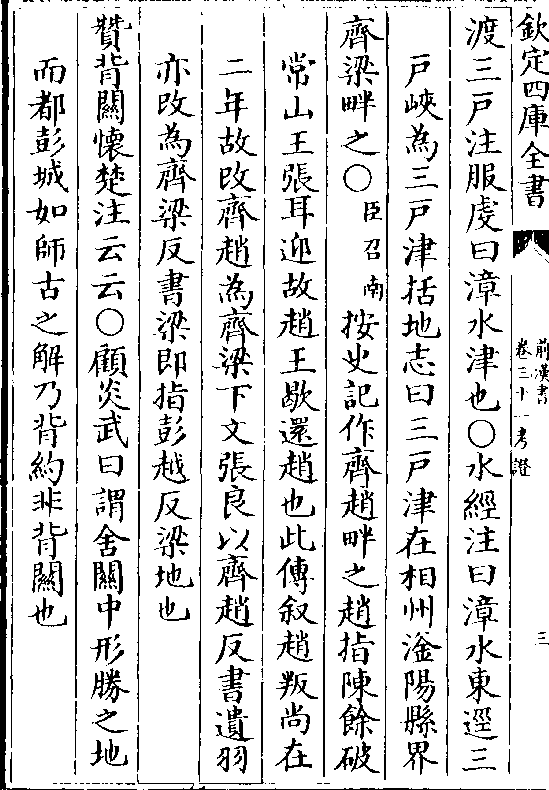 欽定四庫全書
前漢書
卷三十一考證
三
渡三戸注服虔曰漳水津也○水經注曰漳水東逕三
戸峽為三戸津括地志曰三戸津在相州滏陽縣界
齊梁畔之○臣召南按史記作齊趙畔之趙指陳餘破
常山王張耳迎故趙王歇還趙也此傳叙趙叛尚在
二年故改齊趙為齊梁下文張良以齊趙反書遺羽
亦改為齊梁反書梁即指彭越反梁地也
贊背關懷楚注云云○顧炎武曰謂舍關中形勝之地
而都彭城如師古之解乃背約非背關也